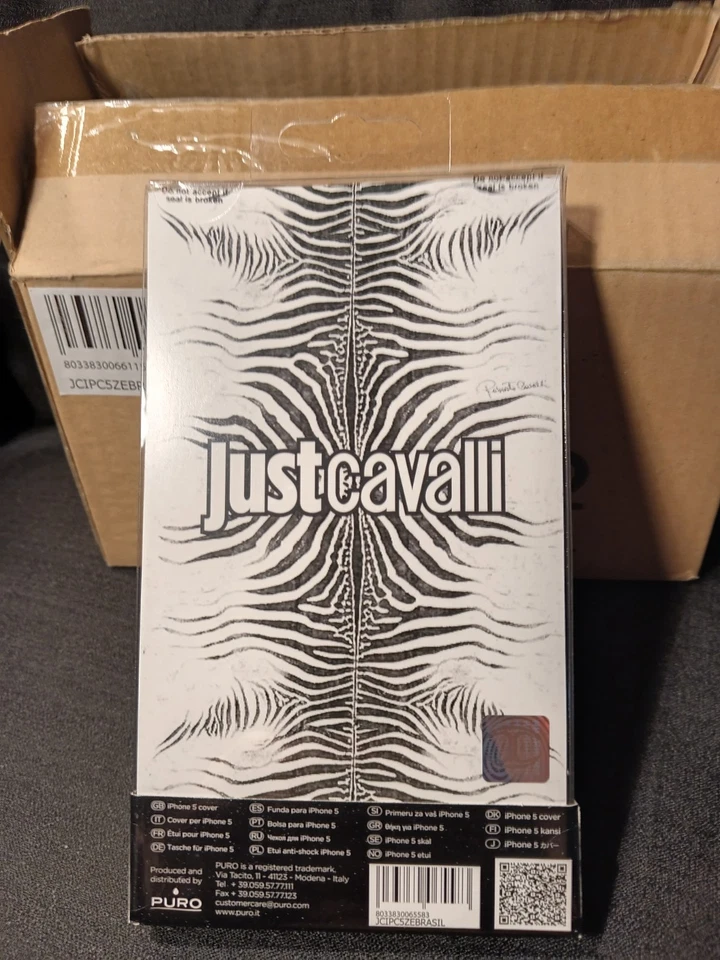 Do not accept if
seal is broken
Do not accept if
seal is broken
8033830066115
JCIPC5ZEBR
Roberto Cavalli
justcavalli
GB iPhone 5 cover
IT Cover per iPhone 5
FR Étui pour iPhone 5
DE Tasche für iPhone 5
ES Funda para iPhone 5
PT Bolsa para iPhone 5
RU Чехол для iPhone 5
PL Etui anti-shock iPhone 5
SI Primeru za vaš iPhone 5
GR Θήκη για iPhone 5
SE iPhone 5 skal
NO iPhone 5 etui
DK iPhone 5 cover
FI iPhone 5 kansi
J iPhone 5 カバー
Produced and
distributed by
PURO
PURO is a registered trademark,
Via Tacito, 11 - 41123 - Modena - Italy
Tel + 39.059.57.77.111
Fax + 39.059.57.77.123
customercare@puro.com
www.puro.it
8033830065583
JCIPC5ZEBRASIL